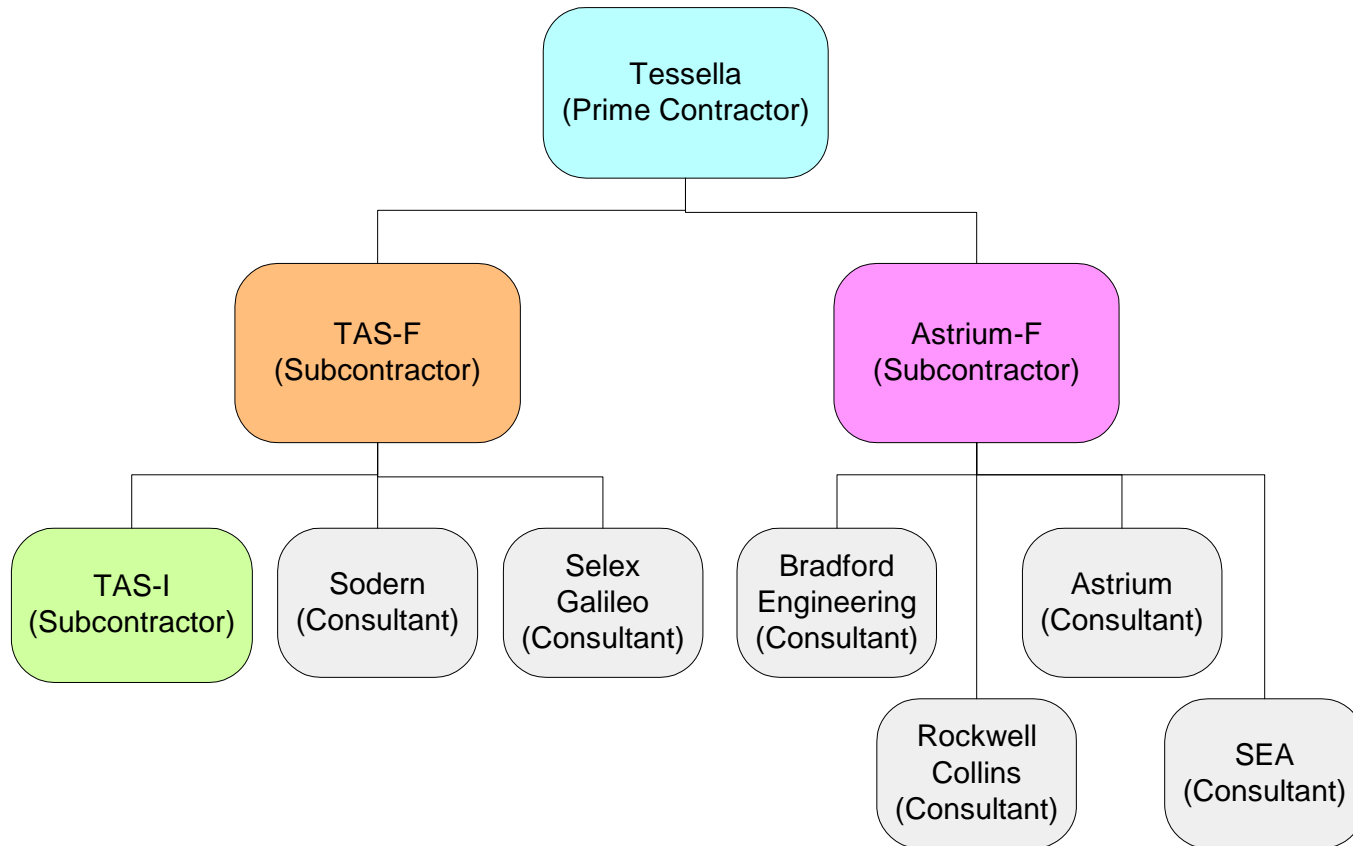 Tessella
(Prime Contractor)
TAS-F
(Subcontractor)
Astrium-F
(Subcontractor)
TAS-I
(Subcontractor)
Sodern
(Consultant)
Selex
Galileo
(Consultant)
Bradford
Engineering
(Consultant)
Astrium
(Consultant)
Rockwell
Collins
(Consultant)
SEA
(Consultant)